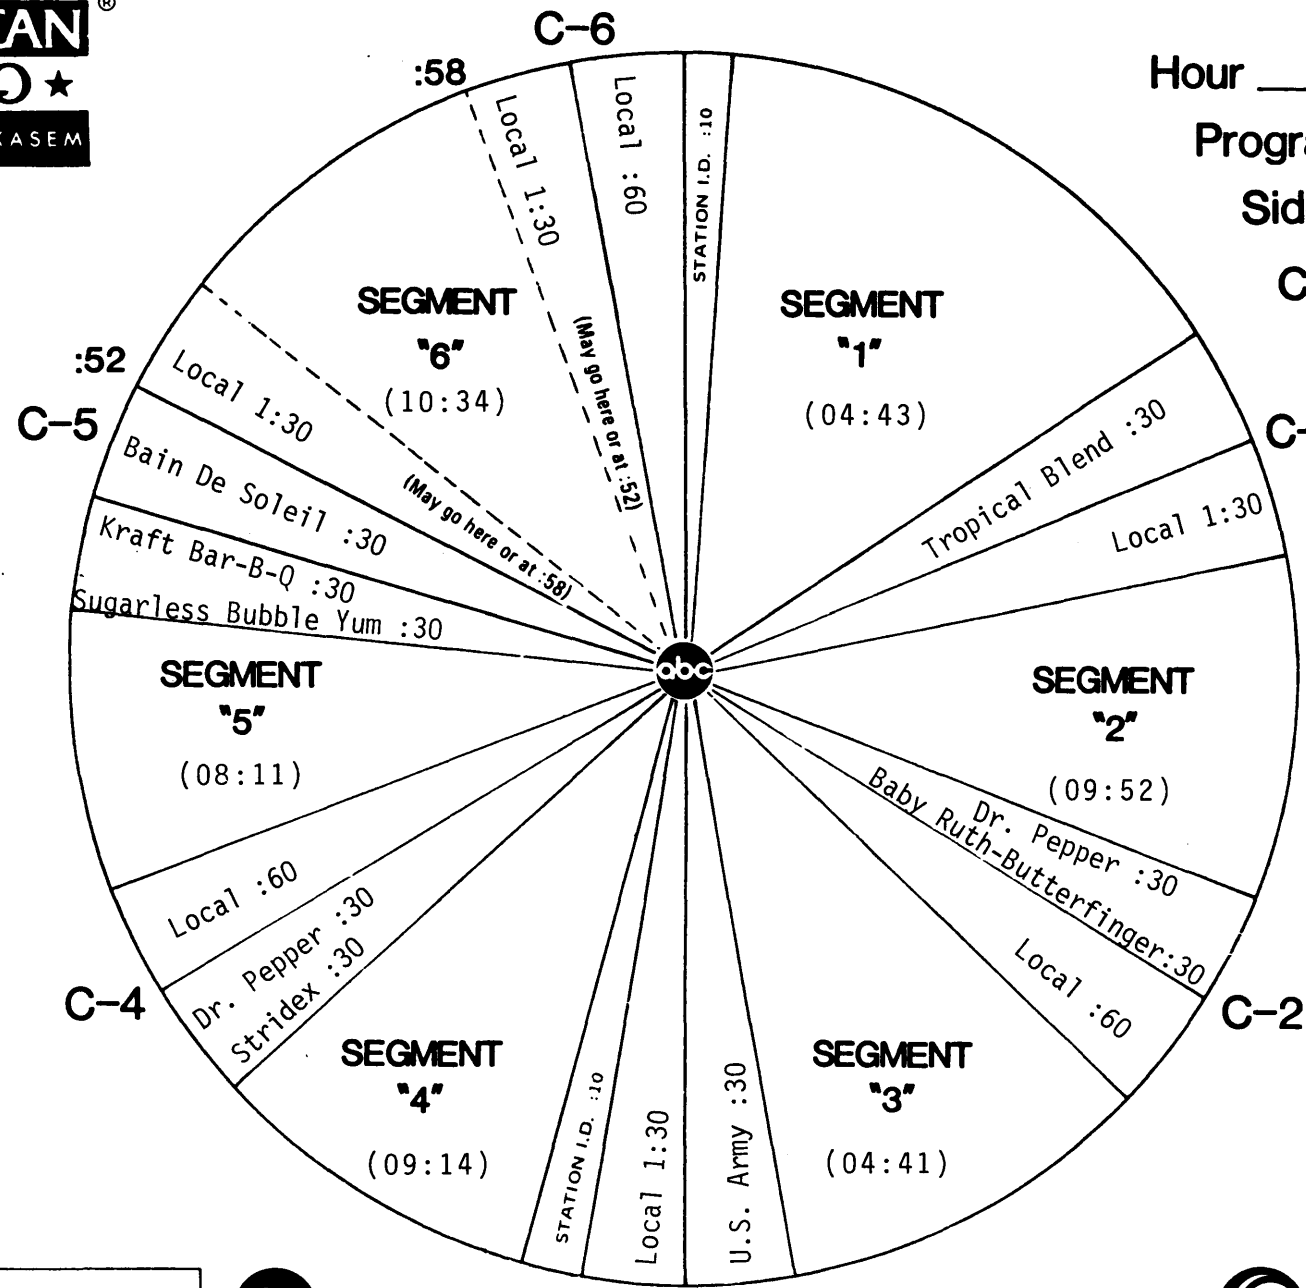 ®
CAN
★
KASEM
C-6
:58
Hour
Progra
Sid
C
Local 1:30
(May go here or at :52)
Local :60
STATION I.D. :10
SEGMENT
"1"
(04:43)
Tropical Blend :30
C-
Local 1:30
SEGMENT
"2"
(09:52)
Dr. Pepper :30
Baby Ruth-Butterfinger:30
C-2
Local :60
SEGMENT
"3"
(04:41)
U.S. Army :30
Local 1:30
STATION I.D. :10
SEGMENT
"4"
(09:14)
Stridex :30
Dr. Pepper :30
C-4
Local :60
SEGMENT
"5"
(08:11)
Sugarless Bubble Yum :30
Kraft Bar-B-Q :30
Bain De Soleil :30
C-5
:52
Local 1:30
(May go here or at :58)
SEGMENT
"6"
(10:34)
abc